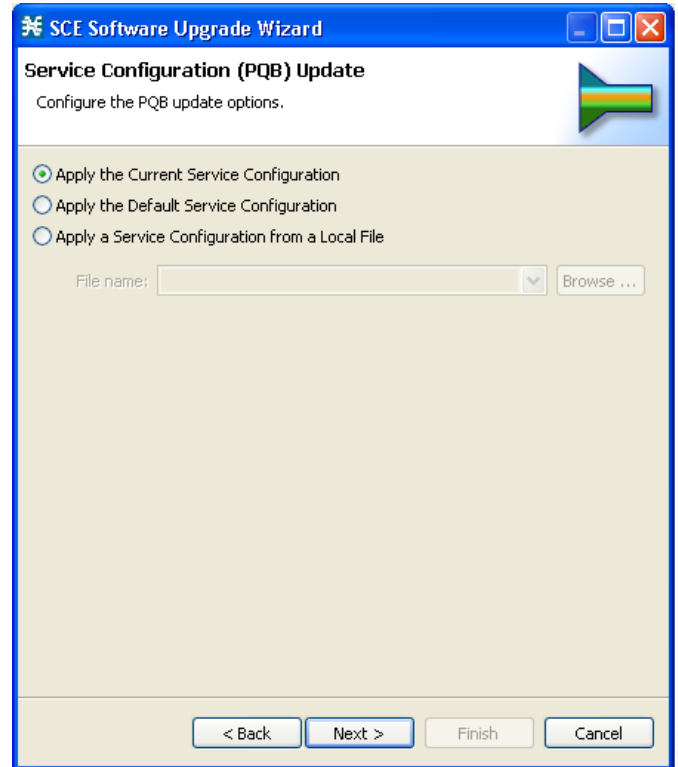 SCE Software Upgrade Wizard
Service Configuration (PQB) Update
Configure the PQB update options.
Apply the Current Service Configuration
Apply the Default Service Configuration
Apply a Service Configuration from a Local File
File name: Browse ...
< Back Next > Finish Cancel